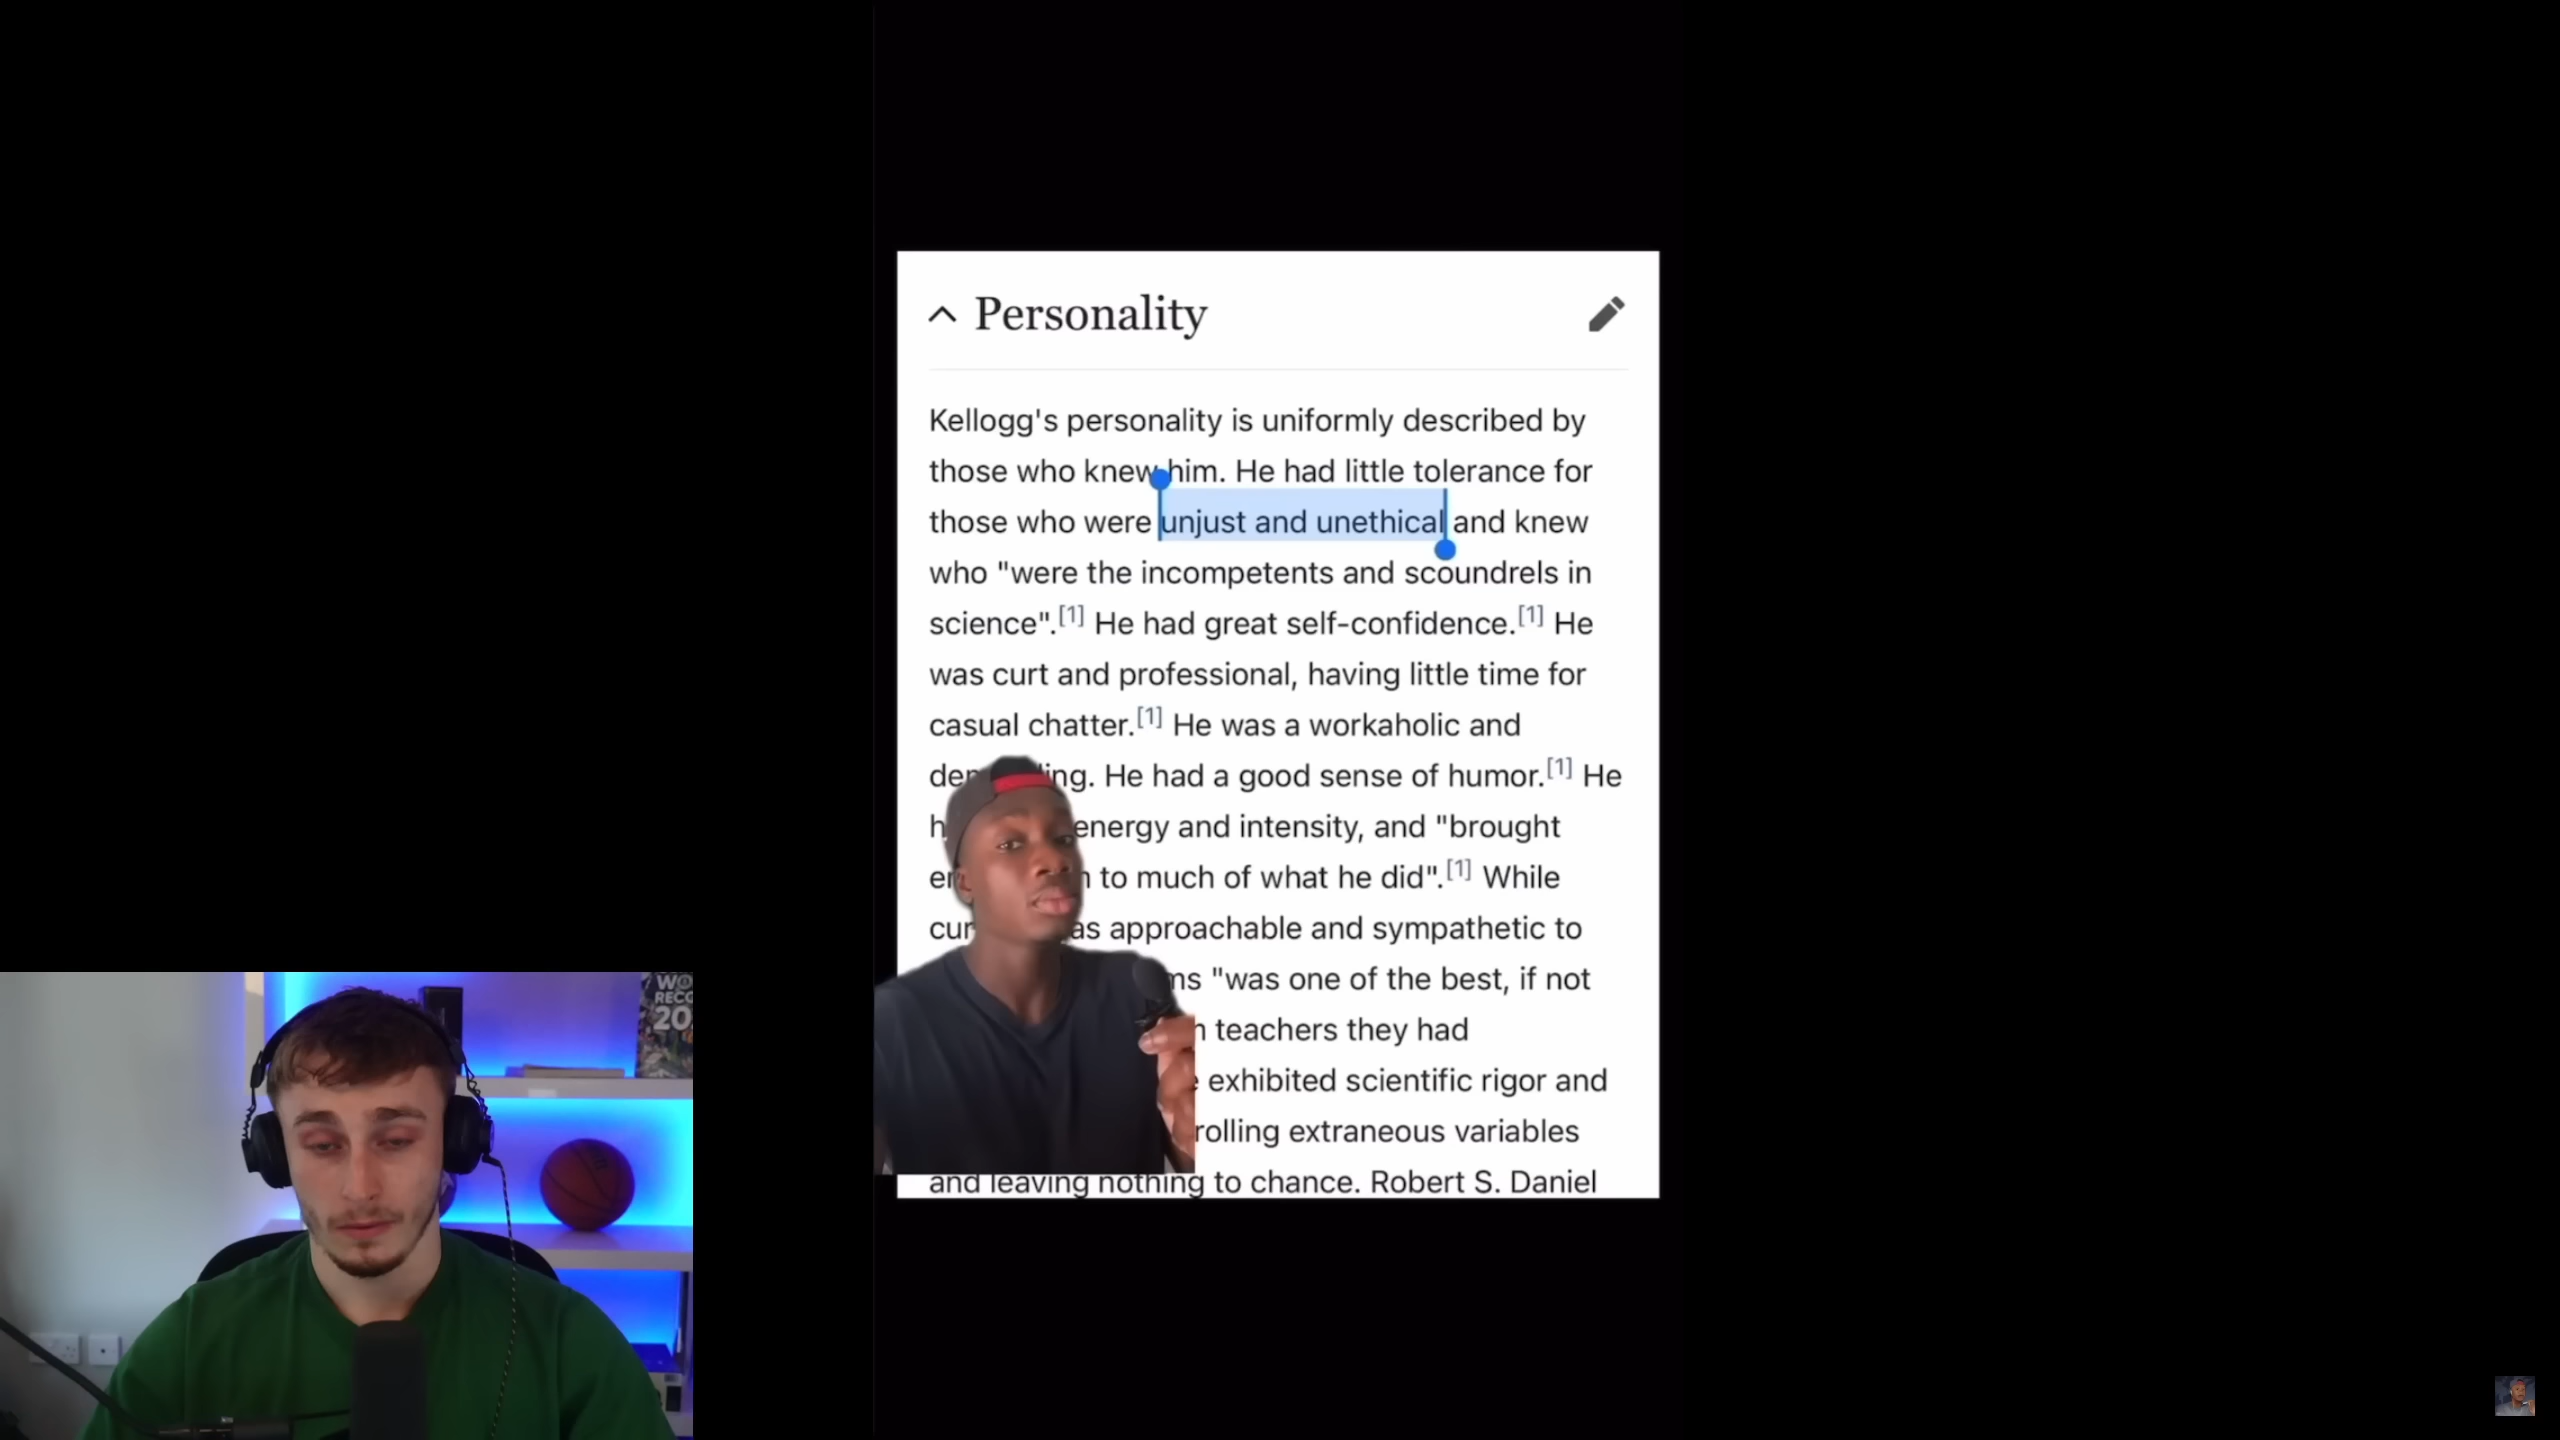 Personality
Kellogg's personality is uniformly described by
those who knew him. He had little tolerance for
those who were unjust and unethical and knew
who "were the incompetents and scoundrels in
science".[1] He had great self-confidence.[1] He
was curt and professional, having little time for
casual chatter.[1] He was a workaholic and
He had a good sense of humor.[1] He
energy and intensity, and "brought
to much of what he did".[1] While
approachable and sympathetic to
"was one of the best, if not
teachers they had
exhibited scientific rigor and
extraneous variables
and leaving nothing to chance. Robert S. Daniel
20